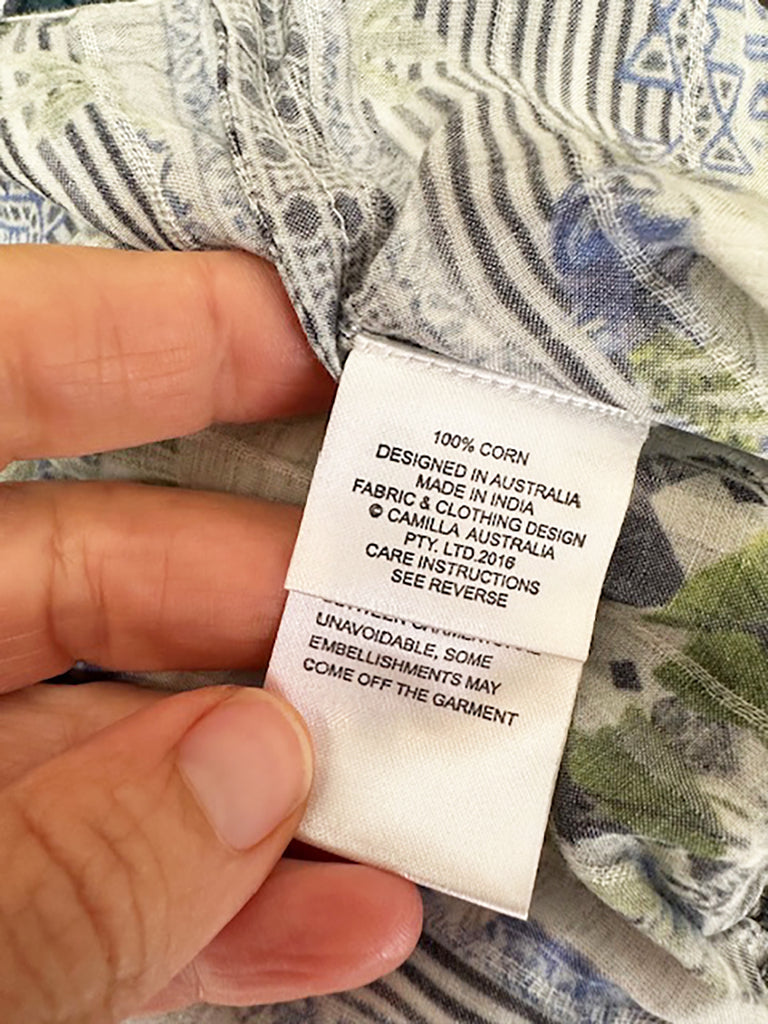 100% CORN
DESIGNED IN AUSTRALIA
MADE IN INDIA
FABRIC & CLOTHING DESIGN
© CAMILLA AUSTRALIA
PTY. LTD.2016
CARE INSTRUCTIONS
SEE REVERSE
UNAVOIDABLE, SOME
EMBELLISHMENTS MAY
COME OFF THE GARMENT